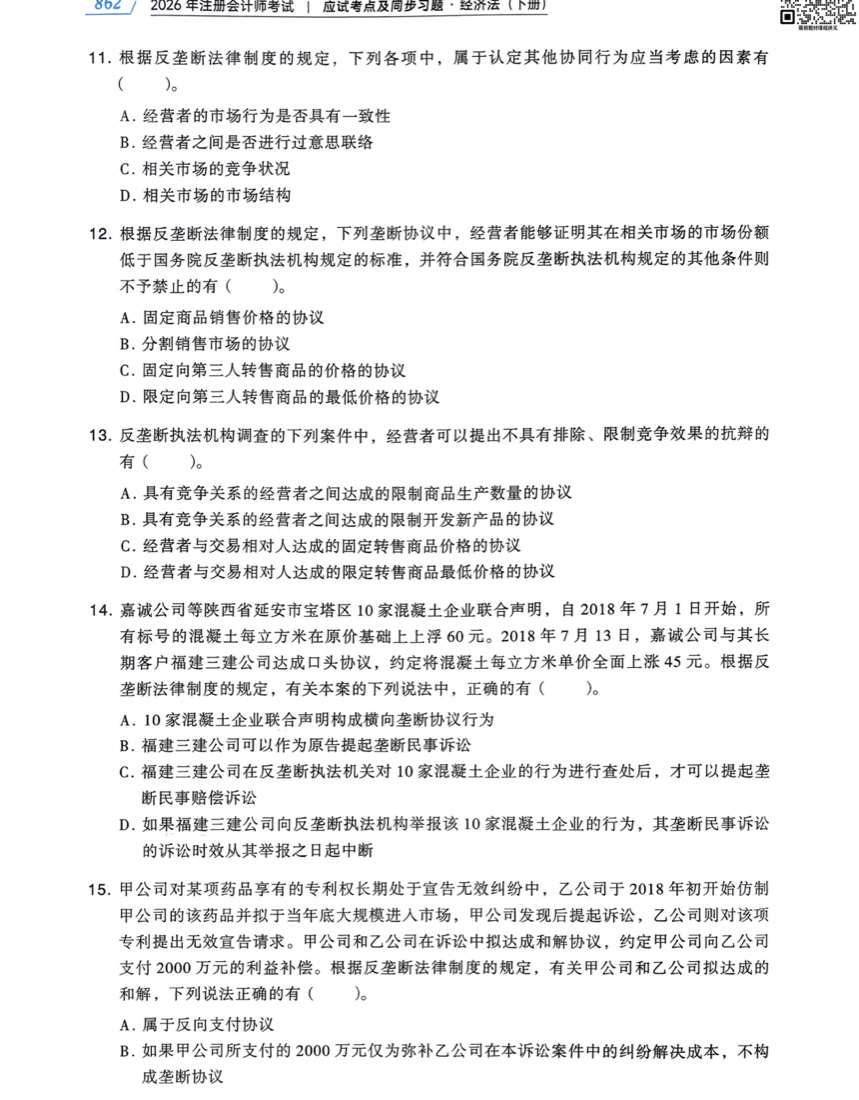 862 2026 年注册会计师考试 | 应试考点及同步习题·经济法（下册）
11. 根据反垄断法律制度的规定，下列各项中，属于认定其他协同行为应当考虑的因素有
（　　）。
A. 经营者的市场行为是否具有一致性
B. 经营者之间是否进行过意思联络
C. 相关市场的竞争状况
D. 相关市场的市场结构
12. 根据反垄断法律制度的规定，下列垄断协议中，经营者能够证明其在相关市场的市场份额
低于国务院反垄断执法机构规定的标准，并符合国务院反垄断执法机构规定的其他条件则
不予禁止的有（　　）。
A. 固定商品销售价格的协议
B. 分割销售市场的协议
C. 固定向第三人转售商品的价格的协议
D. 限定向第三人转售商品的最低价格的协议
13. 反垄断执法机构调查的下列案件中，经营者可以提出不具有排除、限制竞争效果的抗辩的
有（　　）。
A. 具有竞争关系的经营者之间达成的限制商品生产数量的协议
B. 具有竞争关系的经营者之间达成的限制开发新产品的协议
C. 经营者与交易相对人达成的固定转售商品价格的协议
D. 经营者与交易相对人达成的限定转售商品最低价格的协议
14. 嘉诚公司等陕西省延安市宝塔区 10 家混凝土企业联合声明，自 2018 年 7 月 1 日开始，所
有标号的混凝土每立方米在原价基础上上浮 60 元。2018 年 7 月 13 日，嘉诚公司与其长
期客户福建三建公司达成口头协议，约定将混凝土每立方米单价全面上涨 45 元。根据反
垄断法律制度的规定，有关本案的下列说法中，正确的有（　　）。
A. 10 家混凝土企业联合声明构成横向垄断协议行为
B. 福建三建公司可以作为原告提起垄断民事诉讼
C. 福建三建公司在反垄断执法机关对 10 家混凝土企业的行为进行查处后，才可以提起垄
断民事赔偿诉讼
D. 如果福建三建公司向反垄断执法机构举报该 10 家混凝土企业的行为，其垄断民事诉讼
的诉讼时效从其举报之日起中断
15. 甲公司对某项药品享有的专利权长期处于宣告无效纠纷中，乙公司于 2018 年初开始仿制
甲公司的该药品并拟于当年底大规模进入市场，甲公司发现后提起诉讼，乙公司则对该项
专利提出无效宣告请求。甲公司和乙公司在诉讼中拟达成和解协议，约定甲公司向乙公司
支付 2000 万元的利益补偿。根据反垄断法律制度的规定，有关甲公司和乙公司拟达成的
和解，下列说法正确的有（　　）。
A. 属于反向支付协议
B. 如果甲公司所支付的 2000 万元仅为弥补乙公司在本诉讼案件中的纠纷解决成本，不构
成垄断协议